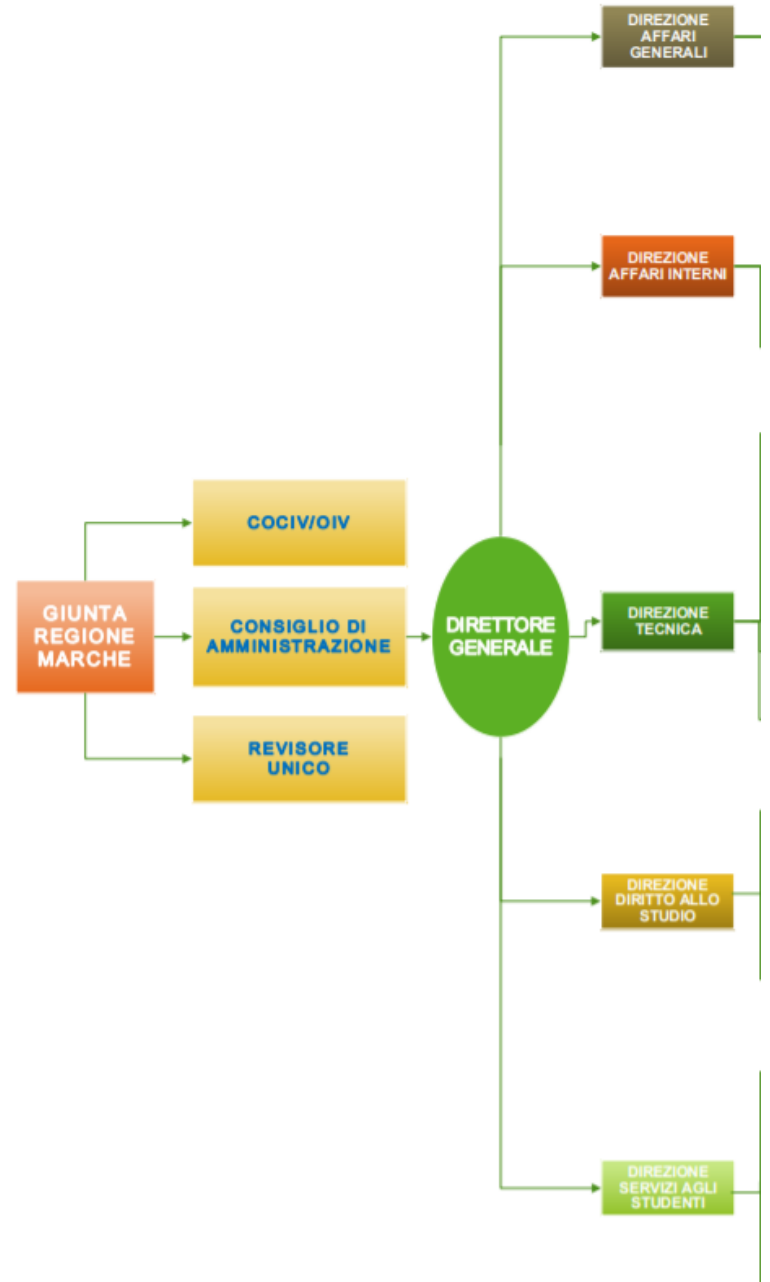 DIREZIONE
AFFARI
GENERALI
DIREZIONE
AFFARI INTERNI
COCIV/OIV
GIUNTA
REGIONE
MARCHE
CONSIGLIO DI
AMMINISTRAZIONE
DIRETTORE
GENERALE
DIREZIONE
TECNICA
REVISORE
UNICO
DIREZIONE
DIRITTO ALLO
STUDIO
DIREZIONE
SERVIZI AGLI
STUDENTI